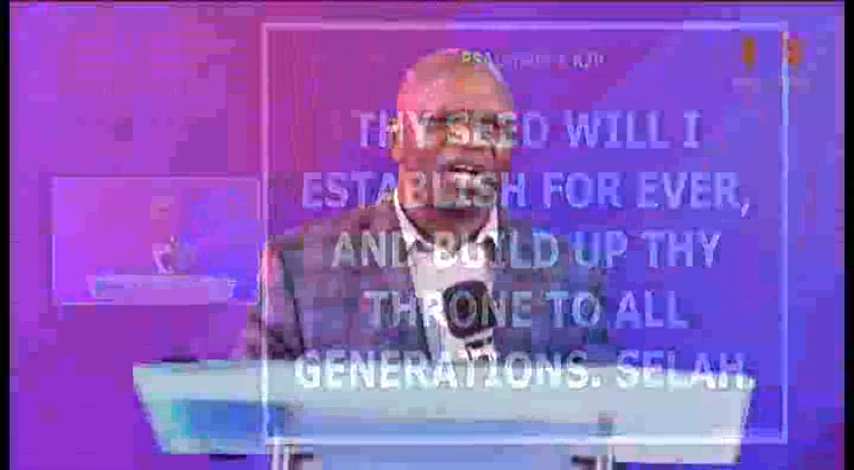 THY SEED WILL I
ESTABLISH FOR EVER,
AND BUILD UP THY
THRONE TO ALL
GENERATIONS. SELAH.